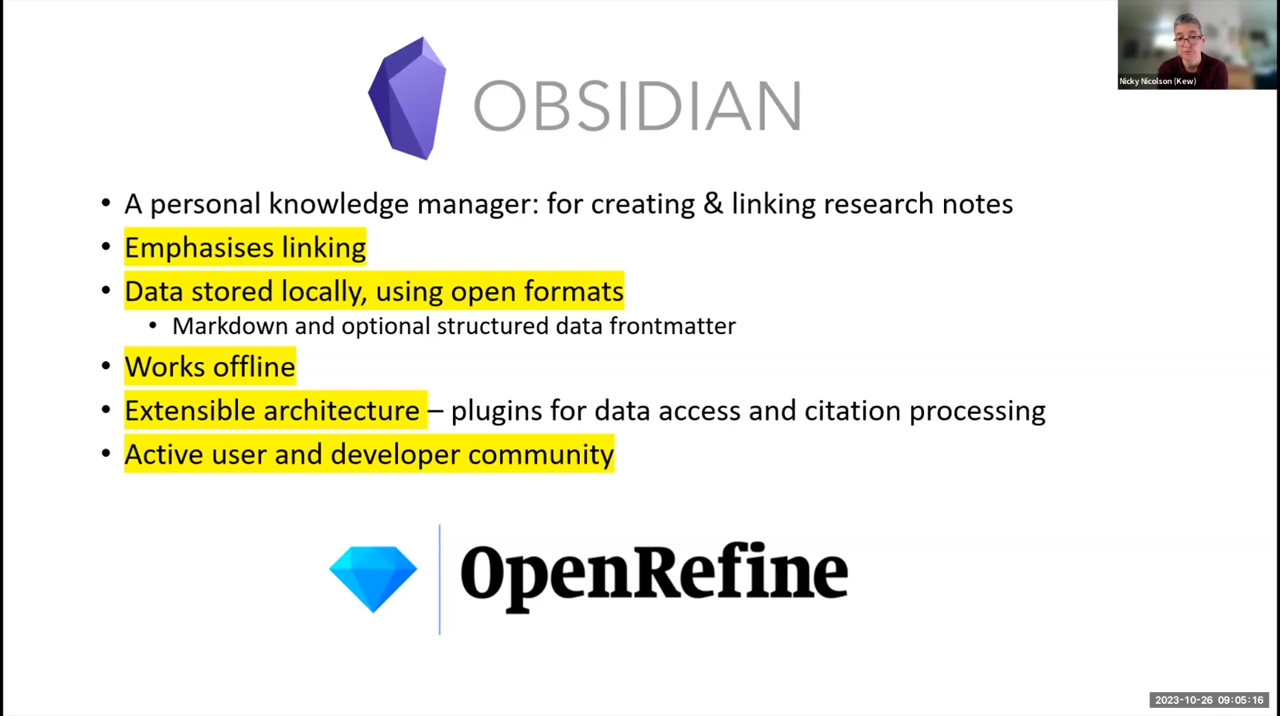 Nicky Nicolson (Kew)
OBSIDIAN
• A personal knowledge manager: for creating & linking research notes
• Emphasises linking
• Data stored locally, using open formats
• Markdown and optional structured data frontmatter
• Works offline
• Extensible architecture – plugins for data access and citation processing
• Active user and developer community
OpenRefine
2023-10-26 09:05:16